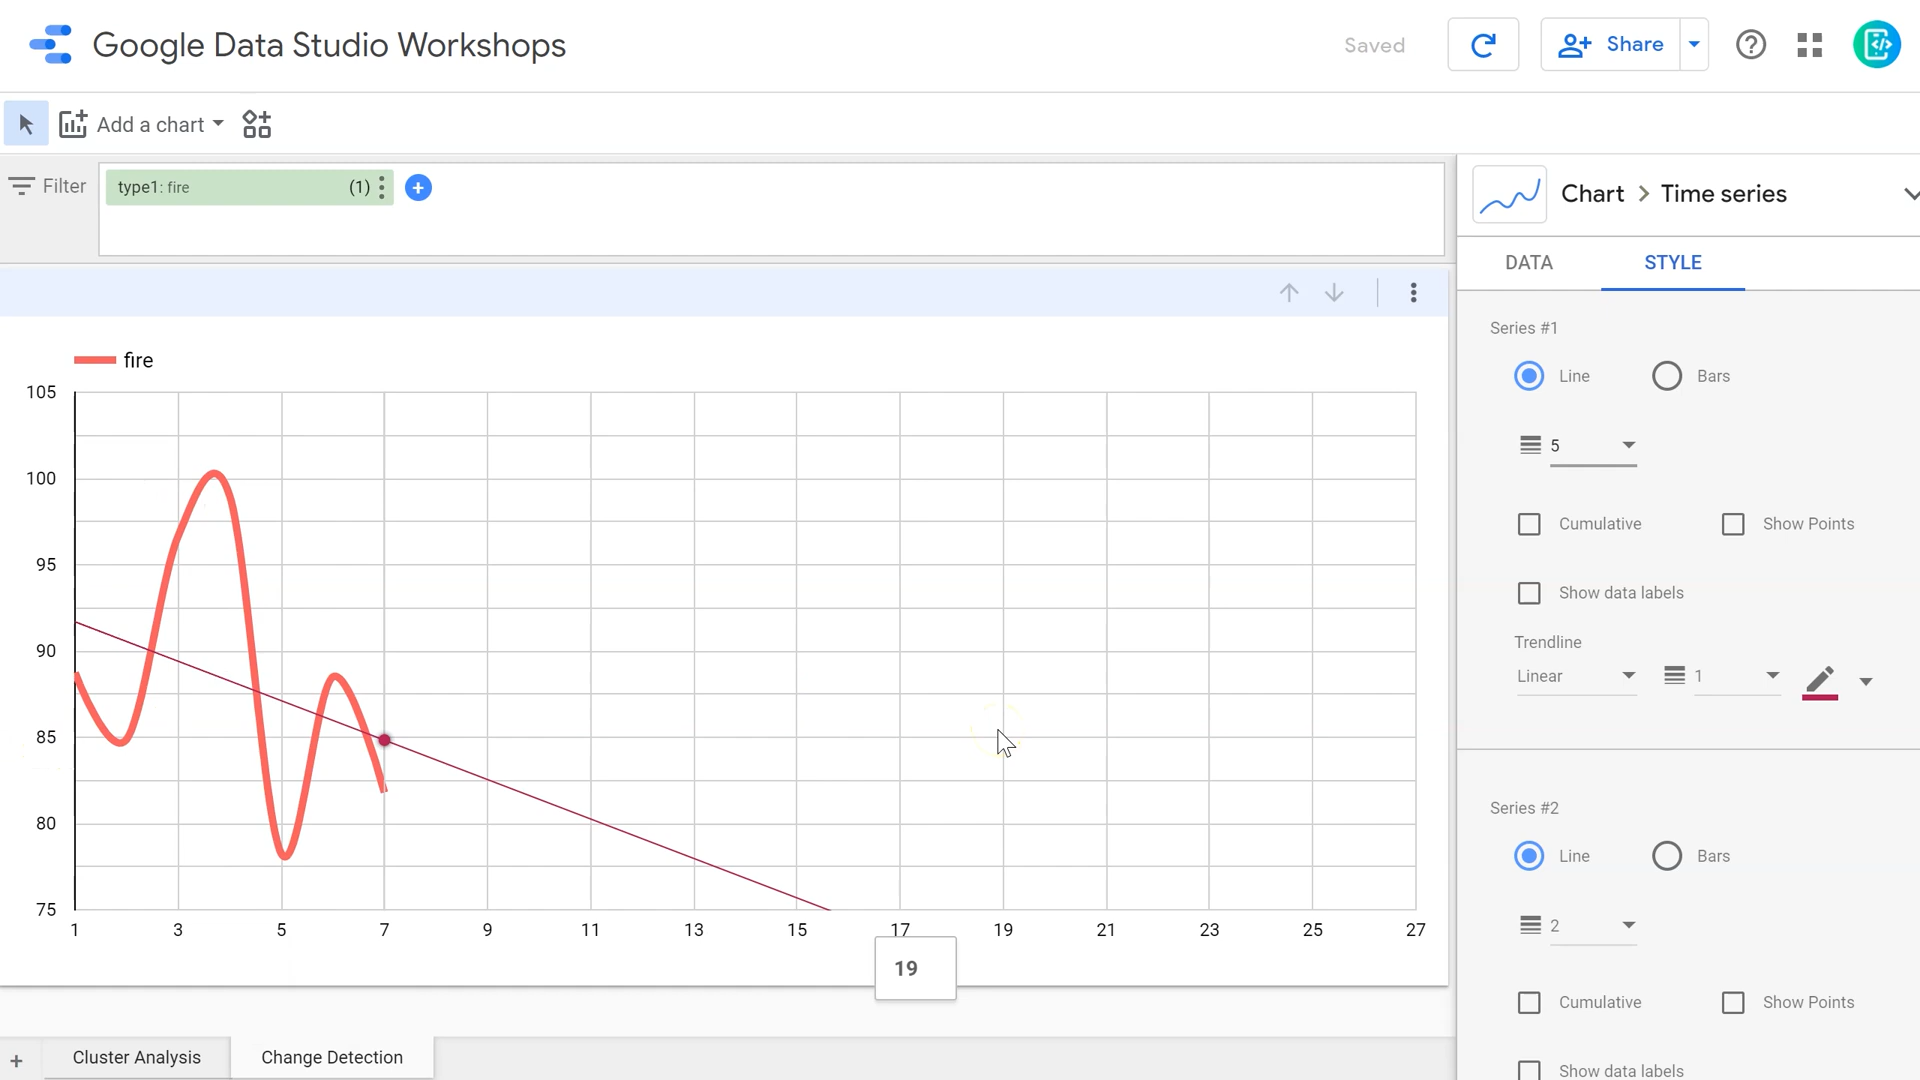 Google Data Studio Workshops
Saved
Share
Add a chart
Filter
type1: fire (1)
Chart > Time series
DATA
STYLE
fire
105
100
95
90
85
80
75
1 3 5 7 9 11 13 15 17 19 21 23 25 27
19
Series #1
Line
Bars
5
Cumulative
Show Points
Show data labels
Trendline
Linear
1
Series #2
Line
Bars
2
Cumulative
Show Points
Show data labels
+
Cluster Analysis
Change Detection